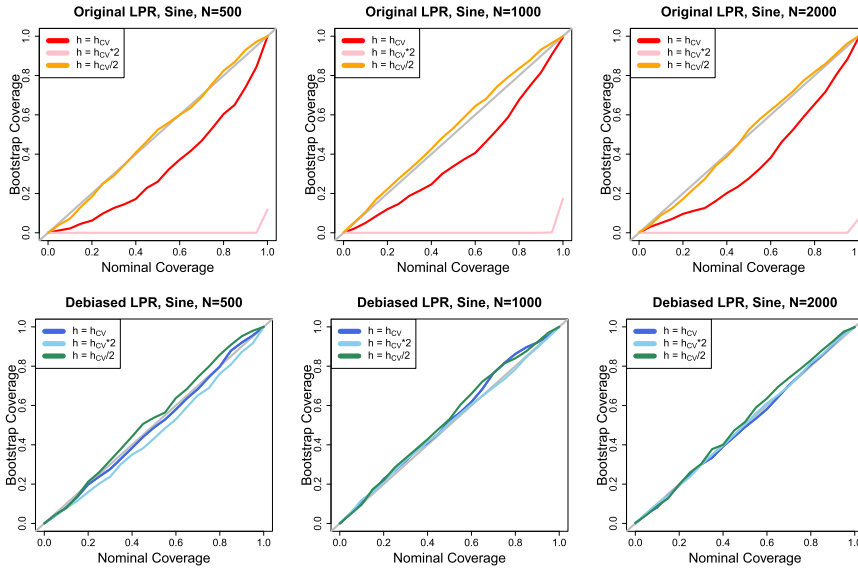 Original LPR, Sine, N=500
h = hCV
h = hCV*2
h = hCV/2
Bootstrap Coverage
0.0 0.2 0.4 0.6 0.8 1.0
0.0 0.2 0.4 0.6 0.8 1.0
Nominal Coverage
Original LPR, Sine, N=1000
h = hCV
h = hCV*2
h = hCV/2
Bootstrap Coverage
0.0 0.2 0.4 0.6 0.8 1.0
0.0 0.2 0.4 0.6 0.8 1.0
Nominal Coverage
Original LPR, Sine, N=2000
h = hCV
h = hCV*2
h = hCV/2
Bootstrap Coverage
0.0 0.2 0.4 0.6 0.8 1.0
0.0 0.2 0.4 0.6 0.8 1.0
Nominal Coverage
Debiased LPR, Sine, N=500
h = hCV
h = hCV*2
h = hCV/2
Bootstrap Coverage
0.0 0.2 0.4 0.6 0.8 1.0
0.0 0.2 0.4 0.6 0.8 1.0
Nominal Coverage
Debiased LPR, Sine, N=1000
h = hCV
h = hCV*2
h = hCV/2
Bootstrap Coverage
0.0 0.2 0.4 0.6 0.8 1.0
0.0 0.2 0.4 0.6 0.8 1.0
Nominal Coverage
Debiased LPR, Sine, N=2000
h = hCV
h = hCV*2
h = hCV/2
Bootstrap Coverage
0.0 0.2 0.4 0.6 0.8 1.0
0.0 0.2 0.4 0.6 0.8 1.0
Nominal Coverage